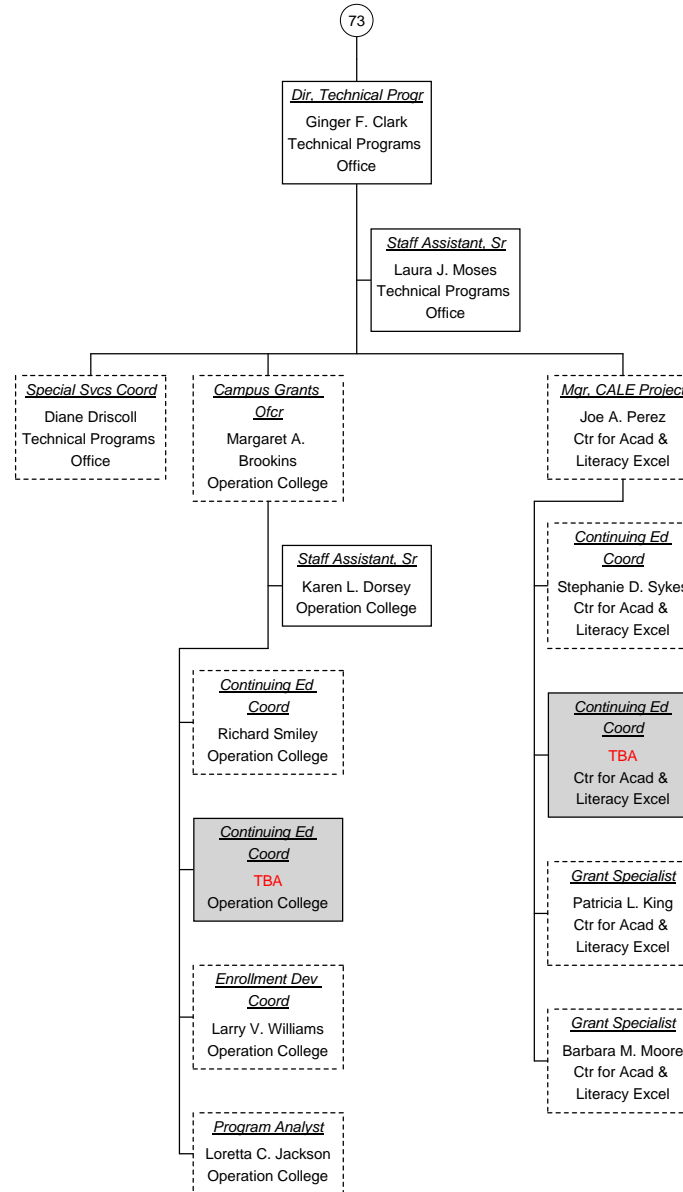 73
Dir, Technical Progr
Ginger F. Clark
Technical Programs
Office
Staff Assistant, Sr
Laura J. Moses
Technical Programs
Office
Special Svcs Coord
Diane Driscoll
Technical Programs
Office
Campus Grants
Ofcr
Margaret A.
Brookins
Operation College
Mgr, CALE Project
Joe A. Perez
Ctr for Acad &
Literacy Excel
Staff Assistant, Sr
Karen L. Dorsey
Operation College
Continuing Ed
Coord
Richard Smiley
Operation College
Continuing Ed
Coord
TBA
Operation College
Enrollment Dev
Coord
Larry V. Williams
Operation College
Program Analyst
Loretta C. Jackson
Operation College
Continuing Ed
Coord
Stephanie D. Sykes
Ctr for Acad &
Literacy Excel
Continuing Ed
Coord
TBA
Ctr for Acad &
Literacy Excel
Grant Specialist
Patricia L. King
Ctr for Acad &
Literacy Excel
Grant Specialist
Barbara M. Moore
Ctr for Acad &
Literacy Excel